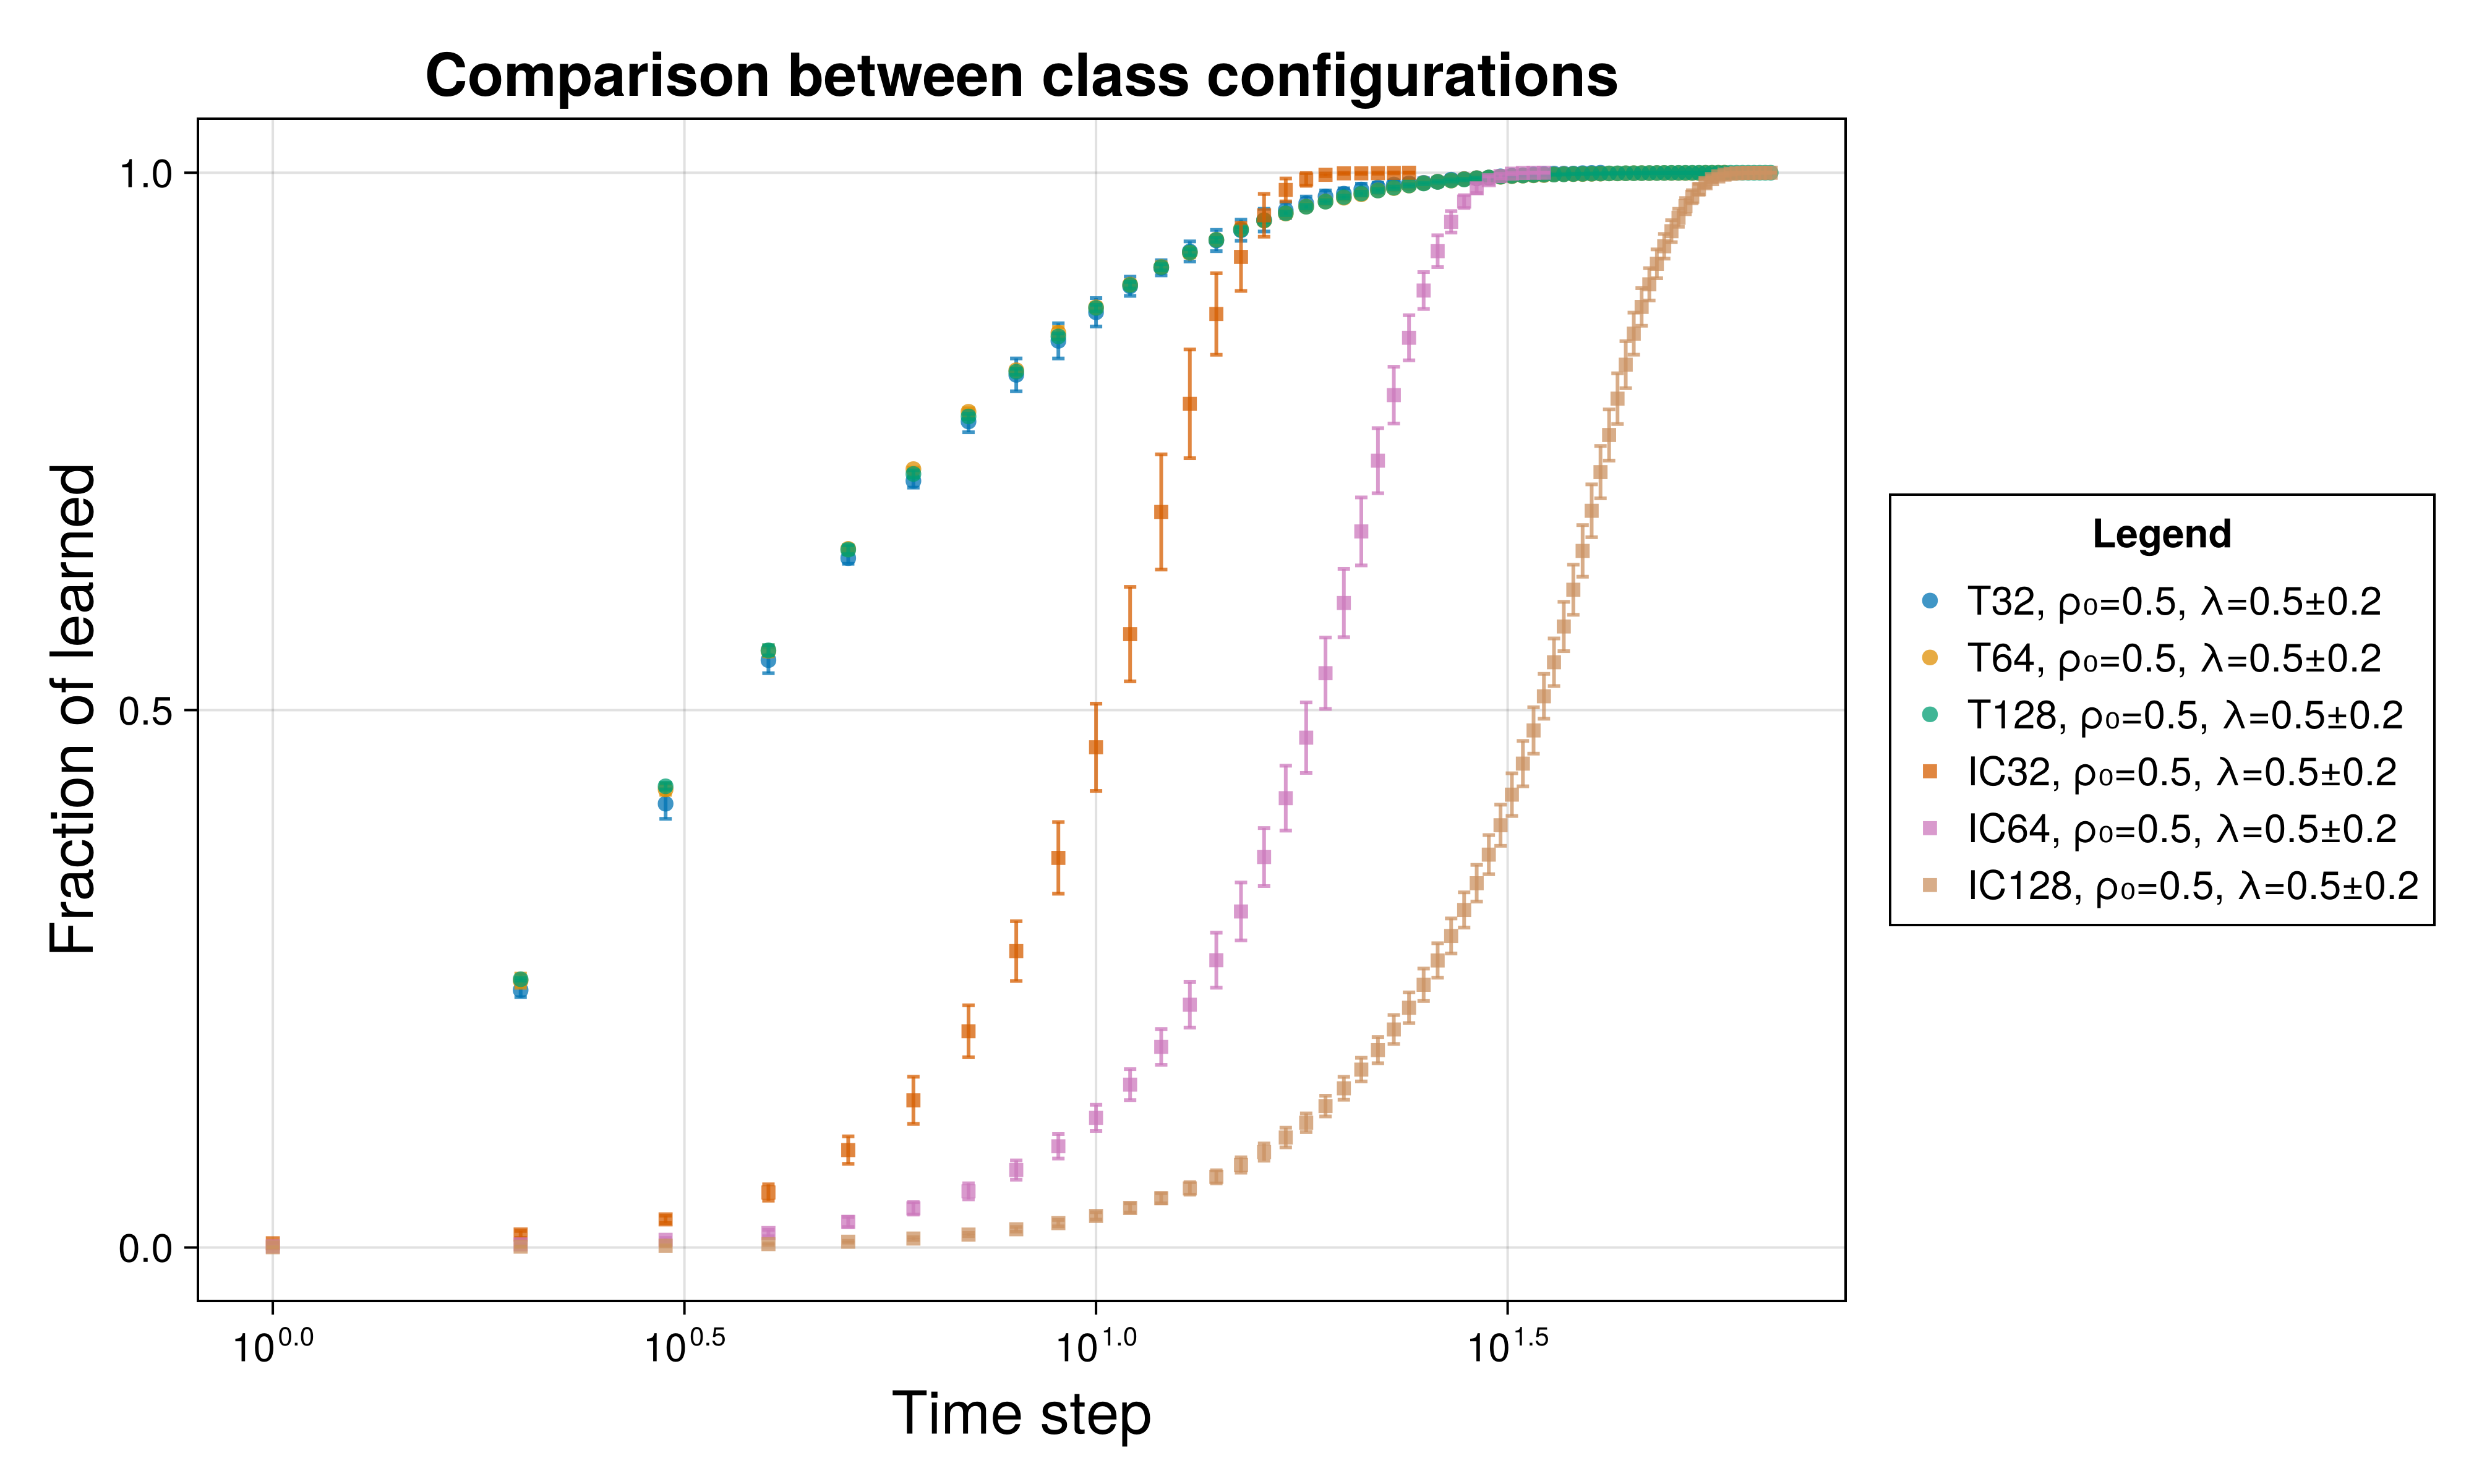 Comparison between class configurations
Fraction of learned
1.0
0.5
0.0
10^0.0
10^0.5
10^1.0
10^1.5
Time step
Legend
T32, ρ₀=0.5, λ=0.5±0.2
T64, ρ₀=0.5, λ=0.5±0.2
T128, ρ₀=0.5, λ=0.5±0.2
IC32, ρ₀=0.5, λ=0.5±0.2
IC64, ρ₀=0.5, λ=0.5±0.2
IC128, ρ₀=0.5, λ=0.5±0.2